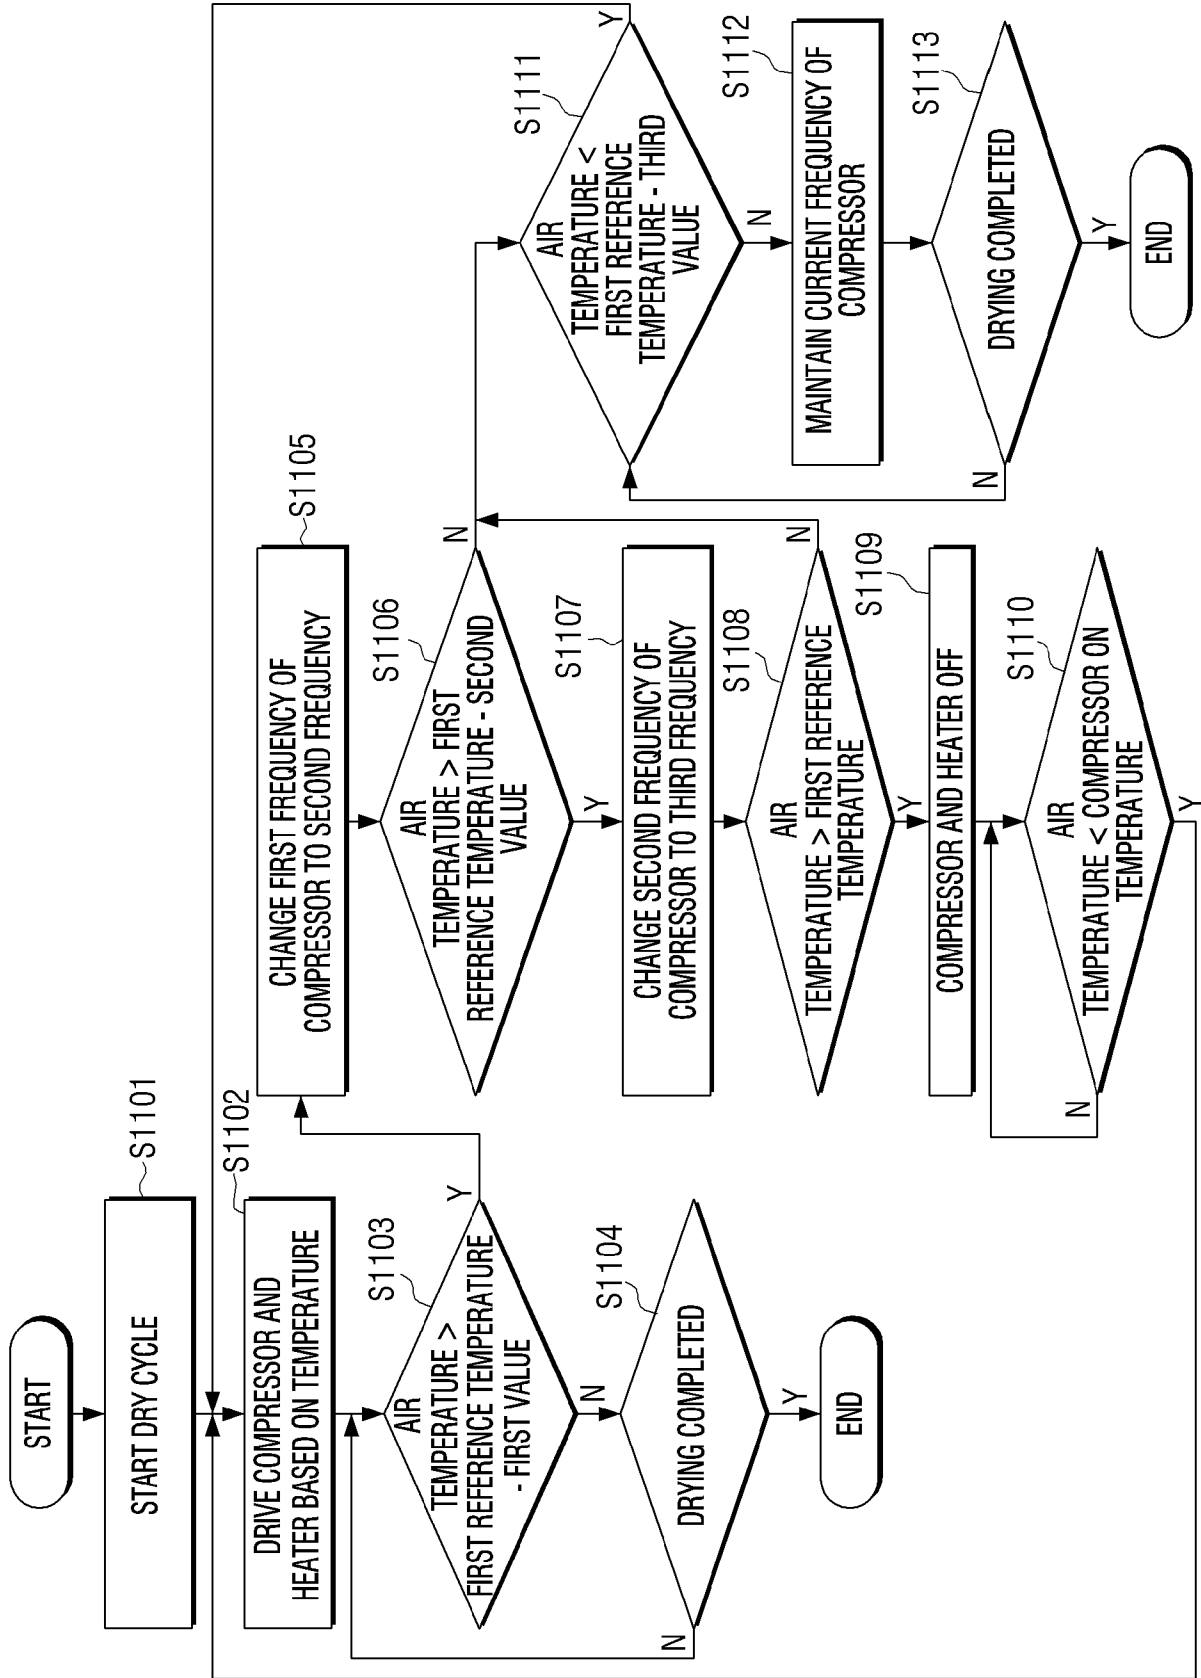 START
START DRY CYCLE
S1101
DRIVE COMPRESSOR AND
HEATER BASED ON TEMPERATURE
S1102
AIR
TEMPERATURE >
FIRST REFERENCE TEMPERATURE
- FIRST VALUE
S1103
Y
N
DRYING COMPLETED
S1104
N
Y
END
CHANGE FIRST FREQUENCY OF
COMPRESSOR TO SECOND FREQUENCY
S1105
AIR
TEMPERATURE > FIRST
REFERENCE TEMPERATURE - SECOND
VALUE
S1106
N
Y
CHANGE SECOND FREQUENCY OF
COMPRESSOR TO THIRD FREQUENCY
S1107
AIR
TEMPERATURE > FIRST REFERENCE
TEMPERATURE
S1108
N
Y
COMPRESSOR AND HEATER OFF
S1109
AIR
TEMPERATURE < COMPRESSOR ON
TEMPERATURE
S1110
N
Y
AIR
TEMPERATURE <
FIRST REFERENCE
TEMPERATURE - THIRD
VALUE
S1111
Y
N
MAINTAIN CURRENT FREQUENCY OF
COMPRESSOR
S1112
DRYING COMPLETED
S1113
N
Y
END